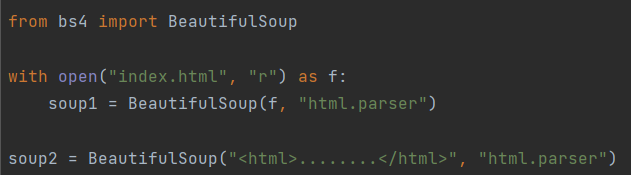 from bs4 import BeautifulSoup
with open("index.html", "r") as f:
    soup1 = BeautifulSoup(f, "html.parser")
soup2 = BeautifulSoup("<html>........</html>", "html.parser")